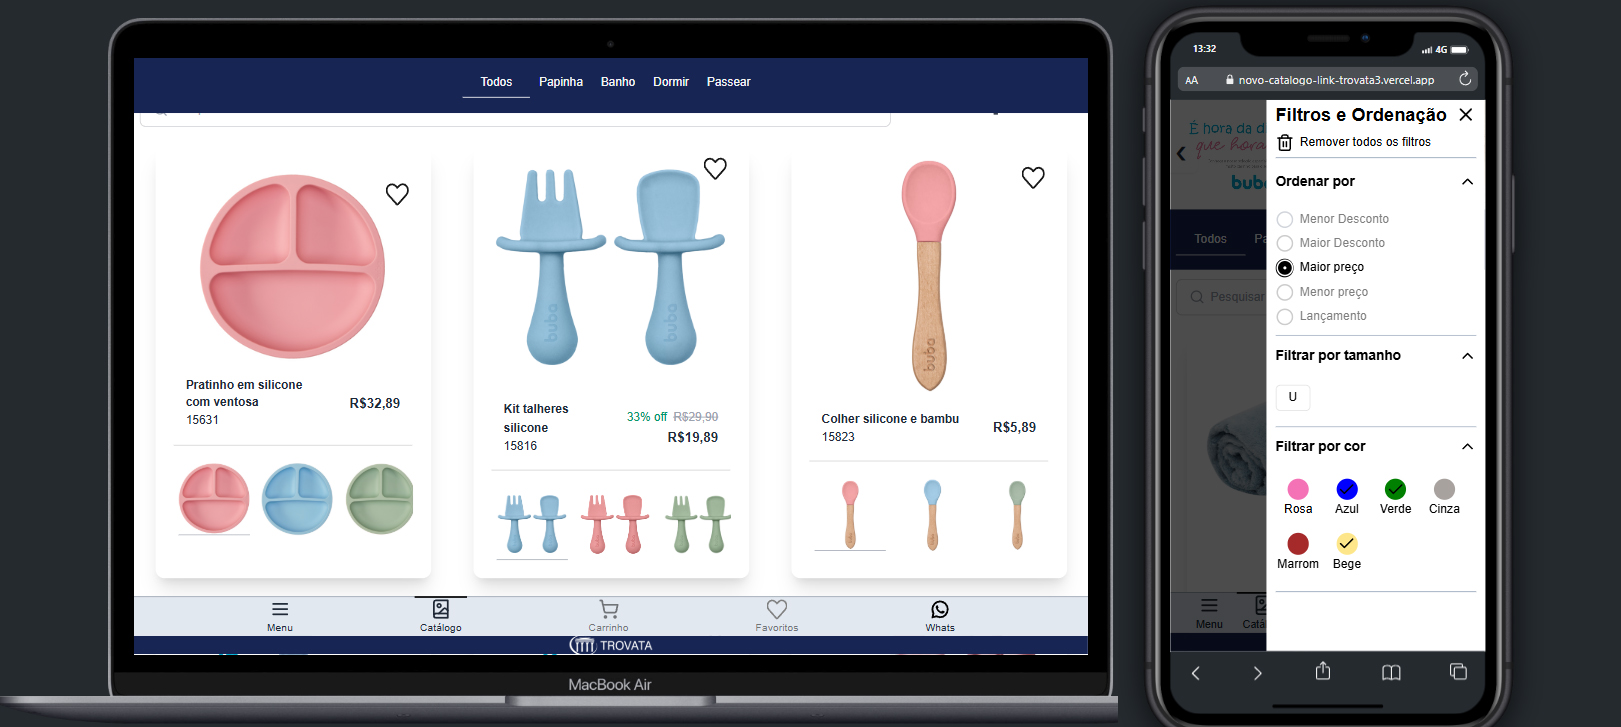 Todos Papinha Banho Dormir Passear
Pratinho em silicone
com ventosa
15631
R$32,89
Kit talheres
silicone
15816
33% off R$29,90
R$19,89
buba
buba
Colher silicone e bambu
15823
R$5,89
buba
Menu
Catálogo
Carrinho
Favoritos
Whats
TROVATA
MacBook Air
13:32
4G
AA novo-catalogo-link-trovata3.vercel.app
É hora da d
que hora
bub
Todos Pa
Pesquisar
Menu Catá
Filtros e Ordenação
Remover todos os filtros
Ordenar por
Menor Desconto
Maior Desconto
Maior preço
Menor preço
Lançamento
Filtrar por tamanho
U
Filtrar por cor
Rosa Azul Verde Cinza
Marrom Bege